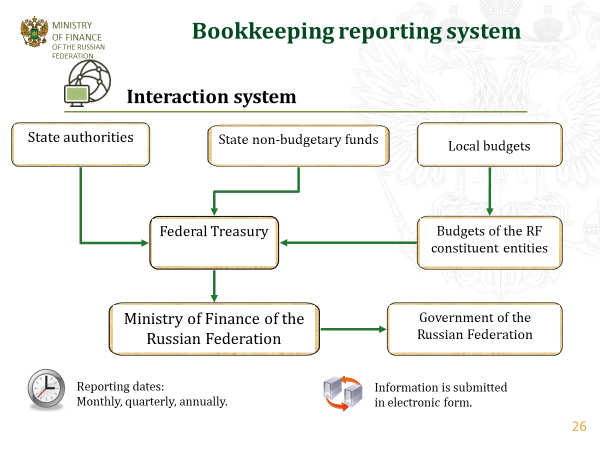 MINISTRY
OF FINANCE
OF THE RUSSIAN
FEDERATION
Bookkeeping reporting system
Interaction system
State authorities
State non-budgetary funds
Local budgets
Federal Treasury
Budgets of the RF
constituent entities
Ministry of Finance of the
Russian Federation
Government of the
Russian Federation
Reporting dates:
Monthly, quarterly, annually.
Information is submitted
in electronic form.
26